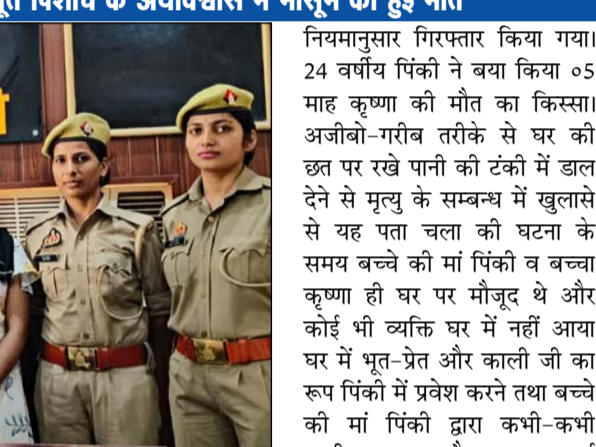 भूत पिशाच के अंधविश्वास में मासूम की हुई मौत
नियमानुसार गिरफ्तार किया गया।
24 वर्षीय पिंकी ने बया किया ०5
माह कृष्णा की मौत का किस्सा।
अजीबो-गरीब तरीके से घर की
छत पर रखे पानी की टंकी में डाल
देने से मृत्यु के सम्बन्ध में खुलासे
से यह पता चला की घटना के
समय बच्चे की मां पिंकी व बच्चा
कृष्णा ही घर पर मौजूद थे और
कोई भी व्यक्ति घर में नहीं आया
घर में भूत-प्रेत और काली जी का
रूप पिंकी में प्रवेश करने तथा बच्चे
की मां पिंकी द्वारा कभी-कभी